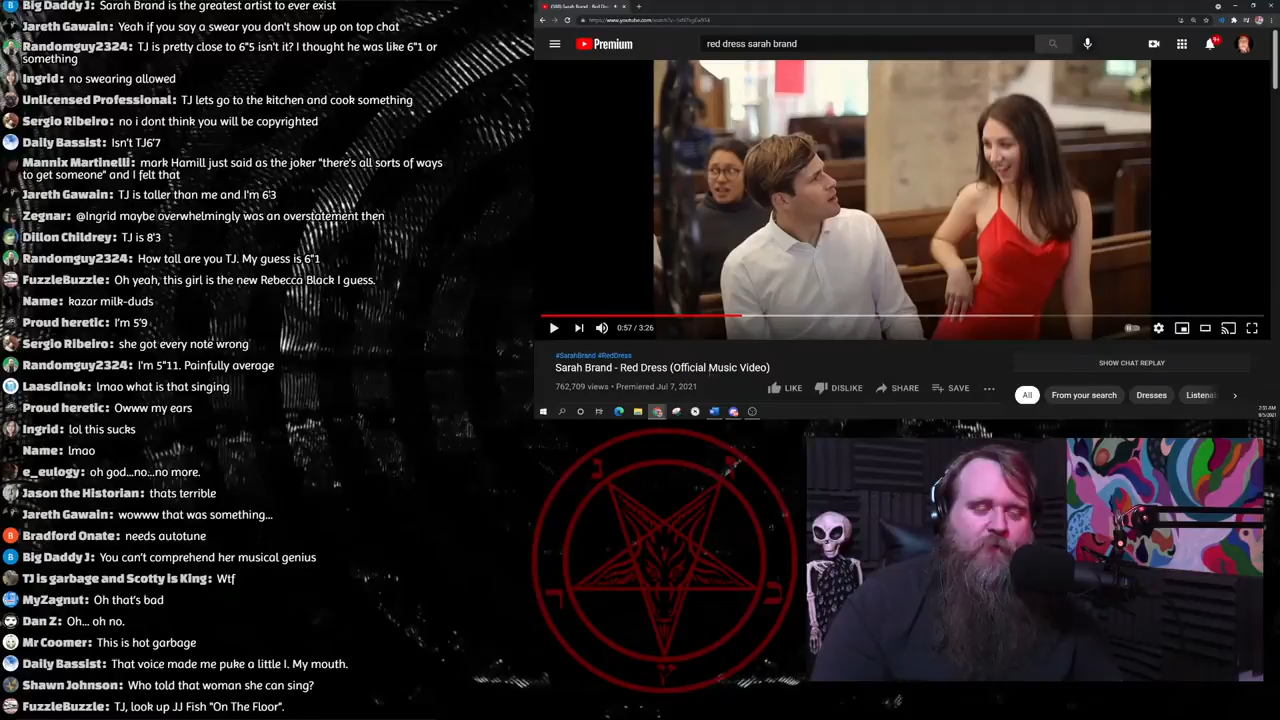 Big Daddy J: Sarah Brand is the greatest artist to ever exist
Jareth Gawain: Yeah if you say a swear you don't show up on top chat
Randomguy2324: TJ is pretty close to 6"5 isn't it? I thought he was like 6"1 or
something
Ingrid: no swearing allowed
Unlicensed Professional: TJ lets go to the kitchen and cook something
Sergio Ribeiro: no i dont think you will be copyrighted
Daily Bassist: Isn't TJ6'7
Mannix Martinelli: mark Hamill just said as the joker "there's all sorts of ways
to get someone" and I felt that
Jareth Gawain: TJ is taller than me and I'm 6'3
Zegnar: @Ingrid maybe overwhelmingly was an overstatement then
Dillon Childrey: TJ is 8'3
Randomguy2324: How tall are you TJ. My guess is 6"1
FuzzleBuzzle: Oh yeah, this girl is the new Rebecca Black I guess.
Name: kazar milk-duds
Proud heretic: I'm 5'9
Sergio Ribeiro: she got every note wrong
Randomguy2324: I'm 5"11. Painfully average
Laasdinok: lmao what is that singing
Proud heretic: Owww my ears
Ingrid: lol this sucks
Name: lmao
e_eulogy: oh god...no...no more.
Jason the Historian: thats terrible
Jareth Gawain: wowww that was something...
Bradford Onate: needs autotune
Big Daddy J: You can't comprehend her musical genius
TJ is garbage and Scotty is King: Wtf
MyZagnut: Oh that's bad
Dan Z: Oh... oh no.
Mr Coomer: This is hot garbage
Daily Bassist: That voice made me puke a little I. My mouth.
Shawn Johnson: Who told that woman she can sing?
FuzzleBuzzle: TJ, look up JJ Fish "On The Floor".
Premium
red dress sarah brand
9+
0:57 / 3:26
#SarahBrand #RedDress
Sarah Brand - Red Dress (Official Music Video)
762,709 views • Premiered Jul 7, 2021
LIKE
DISLIKE
SHARE
SAVE
SHOW CHAT REPLAY
All
From your search
Dresses